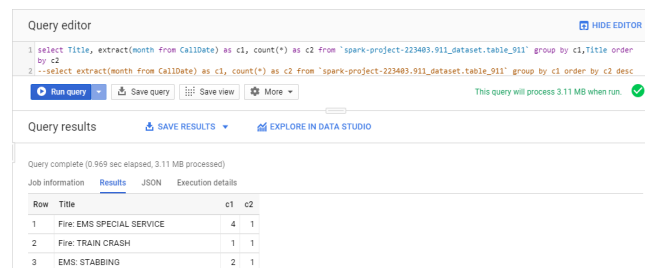 Query editor
HIDE EDITOR
1 select Title, extract(month from CallDate) as c1, count(*) as c2 from `spark-project-223403.911_dataset.table_911` group by c1,Title order
by c2
2 --select extract(month from CallDate) as c1, count(*) as c2 from `spark-project-223403.911_dataset.table_911` group by c1 order by c2 desc
Run query Save query Save view More This query will process 3.11 MB when run.
Query results SAVE RESULTS EXPLORE IN DATA STUDIO
Query complete (0.969 sec elapsed, 3.11 MB processed)
Job information Results JSON Execution details
Row Title c1 c2
1 Fire: EMS SPECIAL SERVICE 4 1
2 Fire: TRAIN CRASH 1 1
3 EMS: STABBING 2 1